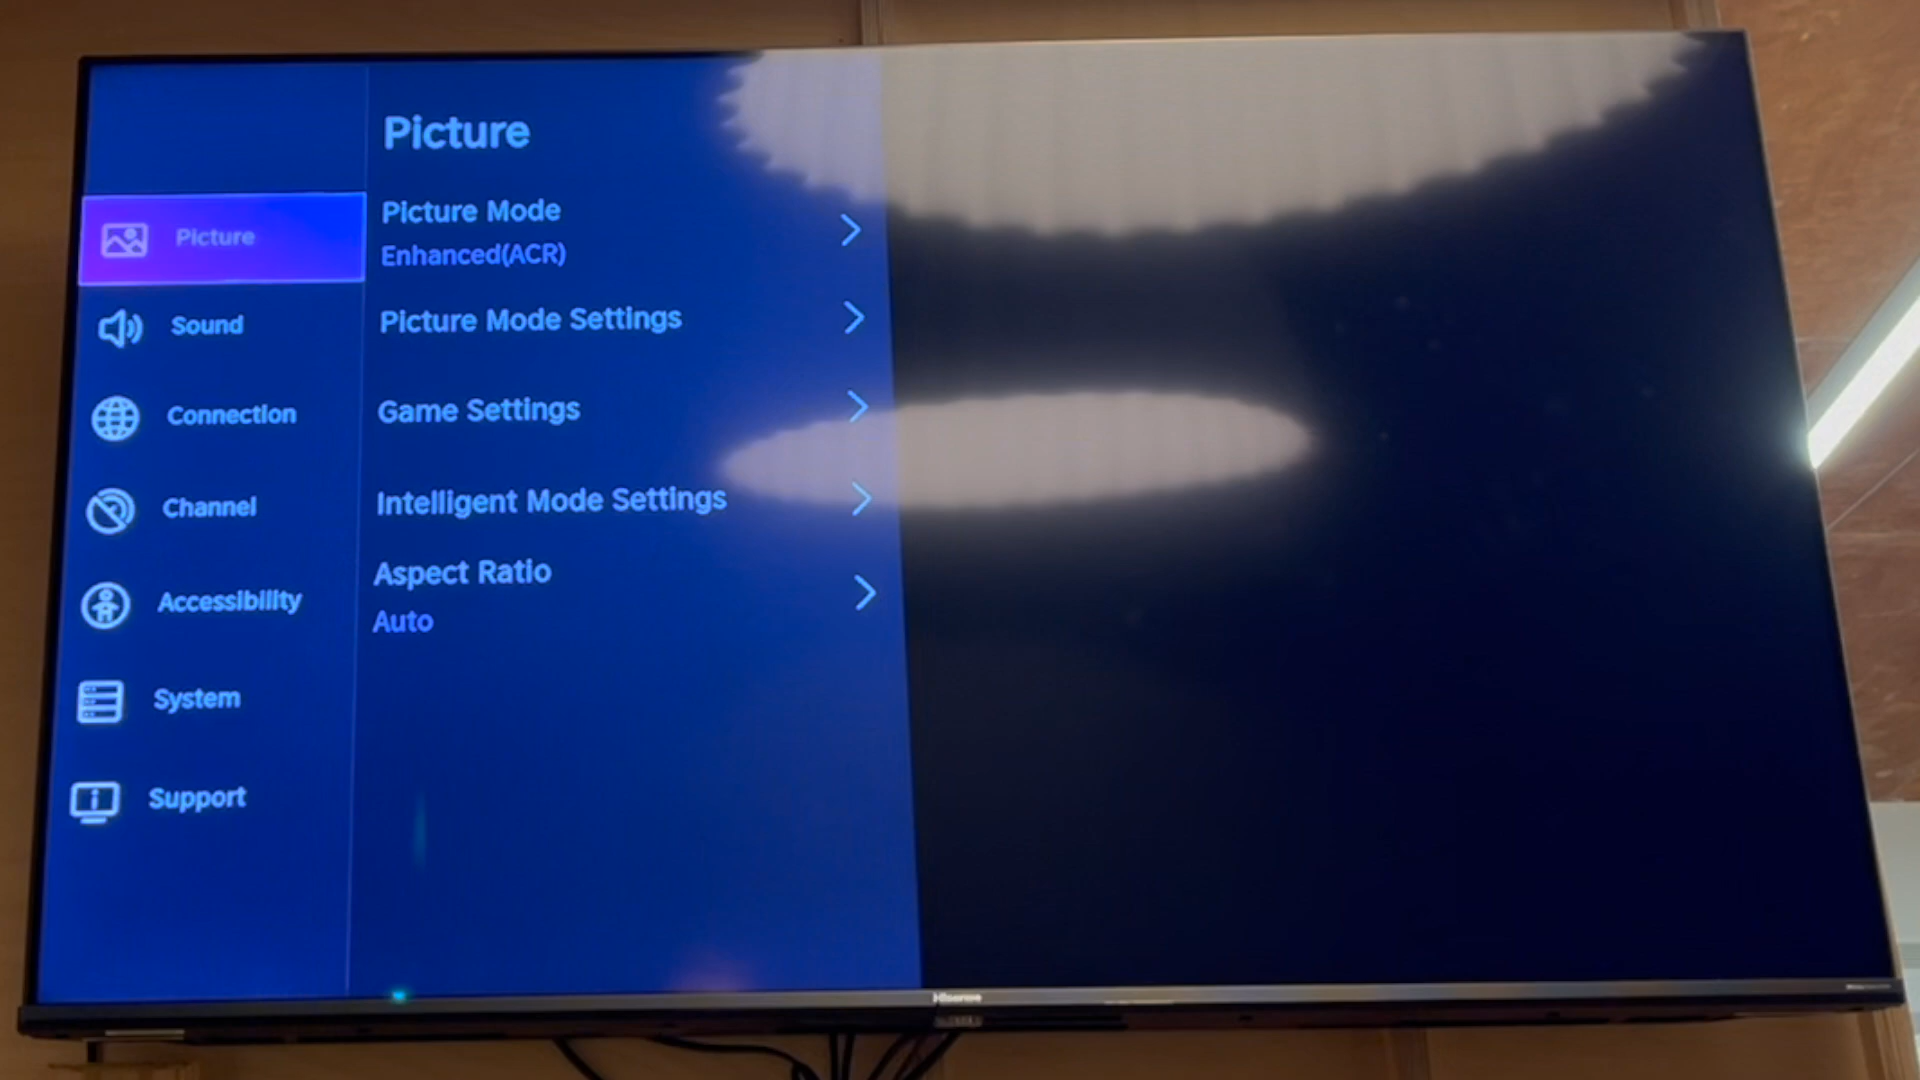 Picture
Picture
Sound
Connection
Channel
Accessibility
System
Support
Picture Mode
Enhanced(ACR)
Picture Mode Settings
Game Settings
Intelligent Mode Settings
Aspect Ratio
Auto
Hisense